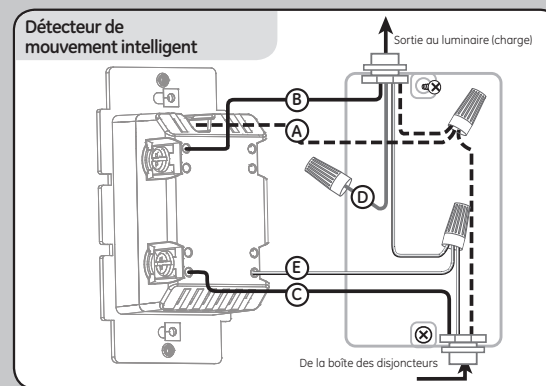 Détecteur de
mouvement intelligent
Sortie au luminaire (charge)
B
A
D
E
C
De la boîte des disjoncteurs